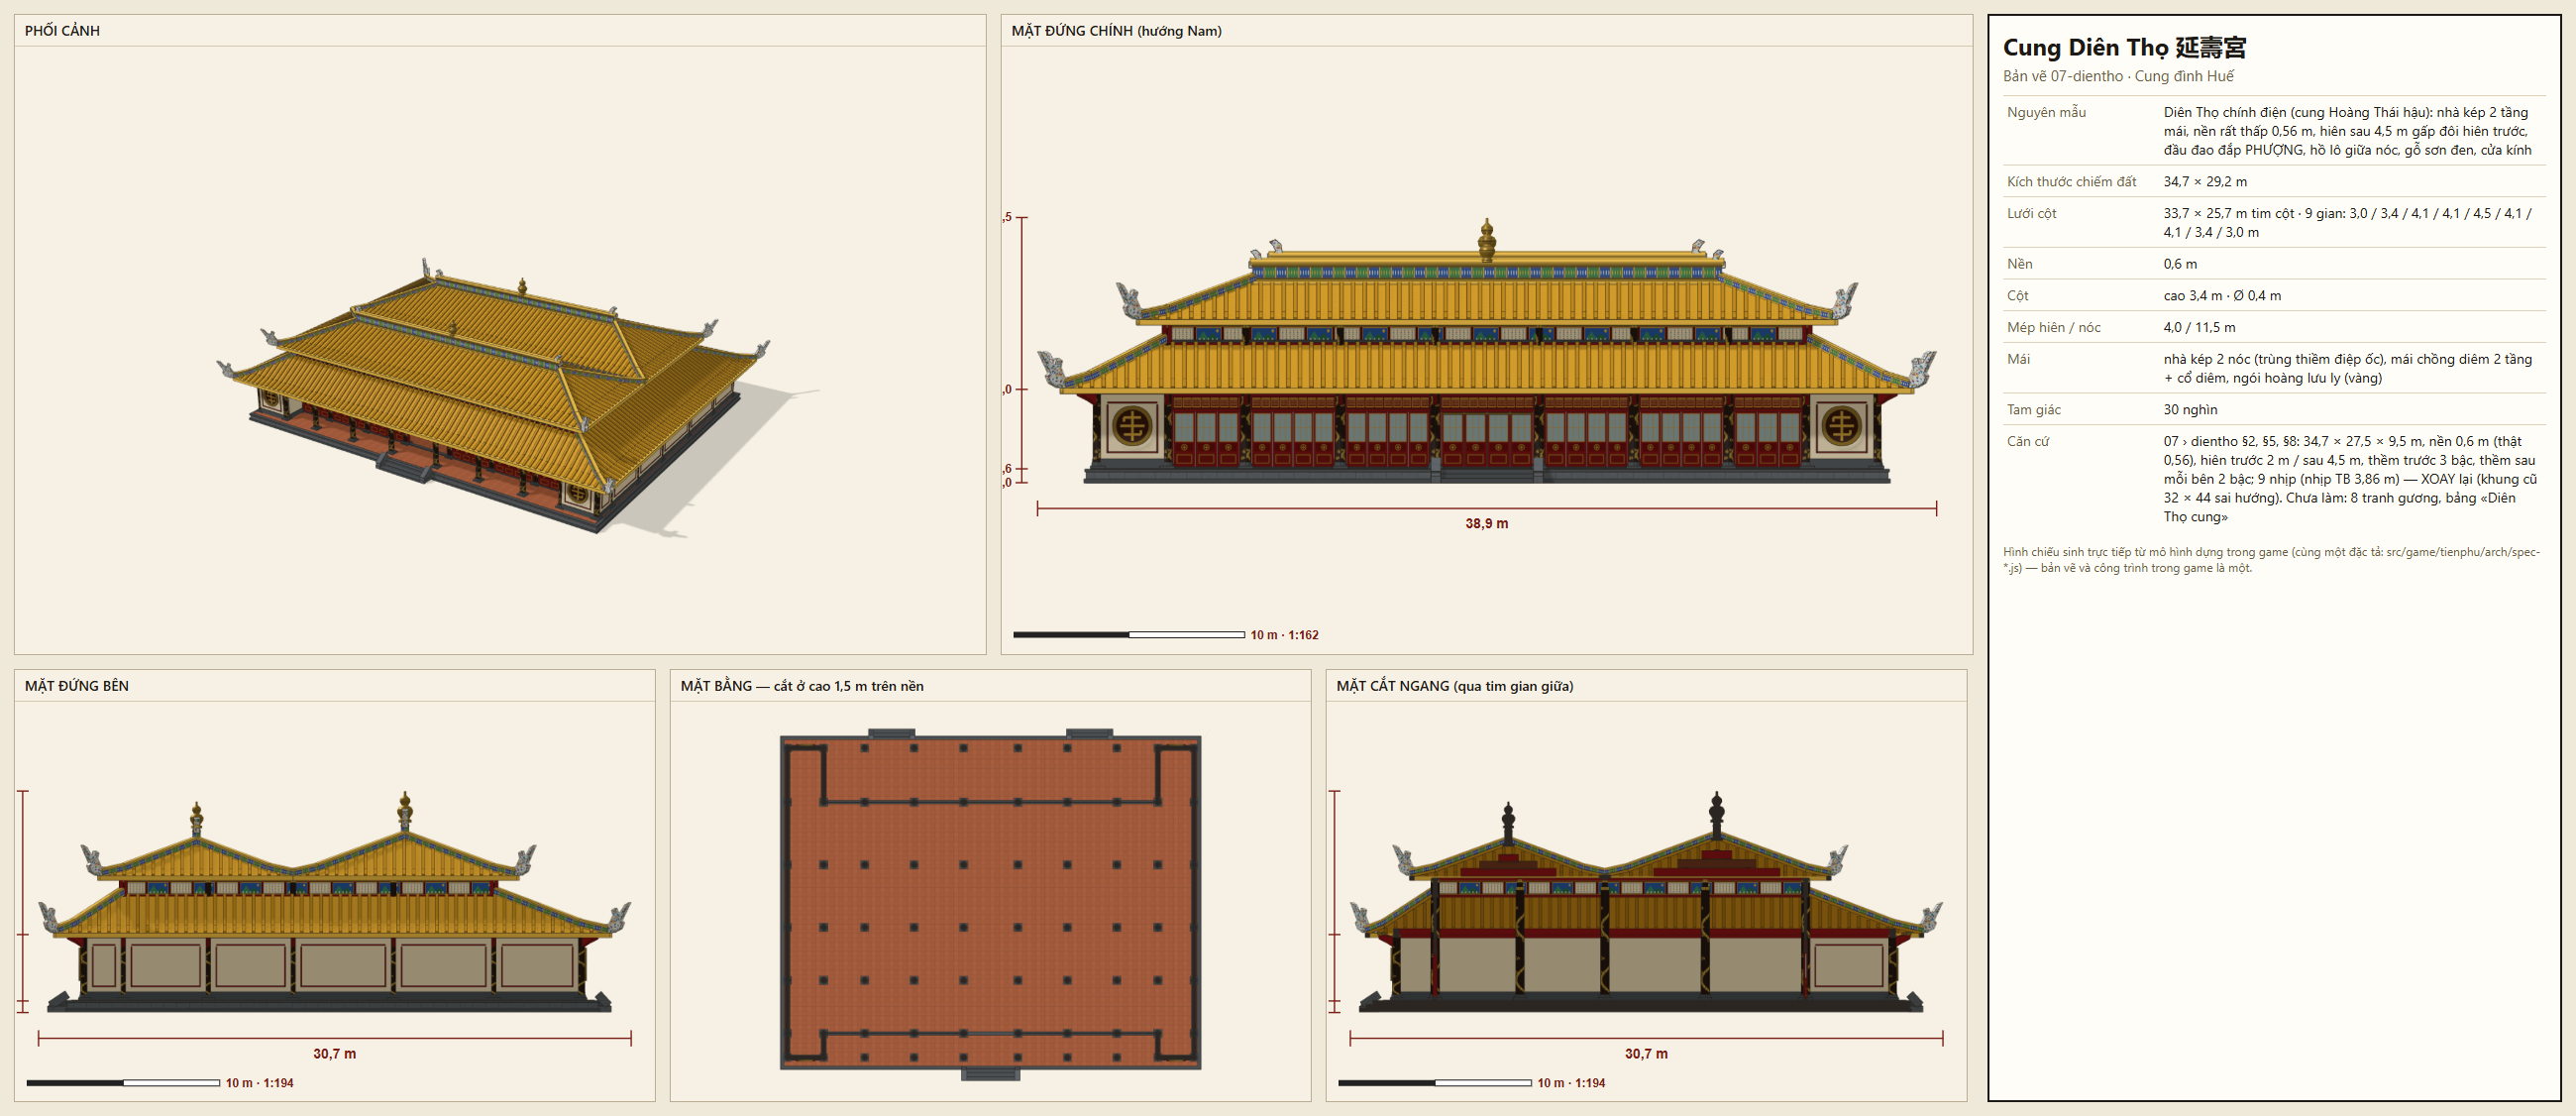 PHỐI CẢNH
MẶT ĐỨNG CHÍNH (hướng Nam)
,5
,0
,6
,0
38,9 m
10 m · 1:162
MẶT ĐỨNG BÊN
30,7 m
10 m · 1:194
MẶT BẰNG — cắt ở cao 1,5 m trên nền
MẶT CẮT NGANG (qua tim gian giữa)
30,7 m
10 m · 1:194
Cung Diên Thọ 延壽宮
Bản vẽ 07-dientho · Cung đình Huế
Nguyên mẫu
Diên Thọ chính điện (cung Hoàng Thái hậu): nhà kép 2 tầng
mái, nền rất thấp 0,56 m, hiên sau 4,5 m gấp đôi hiên trước,
đầu đao đắp PHƯỢNG, hồ lô giữa nóc, gỗ sơn đen, cửa kính
Kích thước chiếm đất
34,7 × 29,2 m
Lưới cột
33,7 × 25,7 m tim cột · 9 gian: 3,0 / 3,4 / 4,1 / 4,1 / 4,5 / 4,1 /
4,1 / 3,4 / 3,0 m
Nền
0,6 m
Cột
cao 3,4 m · Ø 0,4 m
Mép hiên / nóc
4,0 / 11,5 m
Mái
nhà kép 2 nóc (trùng thiềm điệp ốc), mái chồng diêm 2 tầng
+ cổ diêm, ngói hoàng lưu ly (vàng)
Tam giác
30 nghìn
Căn cứ
07 › dientho §2, §5, §8: 34,7 × 27,5 × 9,5 m, nền 0,6 m (thật
0,56), hiên trước 2 m / sau 4,5 m, thềm trước 3 bậc, thềm sau
mỗi bên 2 bậc; 9 nhịp (nhịp TB 3,86 m) — XOAY lại (khung cũ
32 × 44 sai hướng). Chưa làm: 8 tranh gương, bảng «Diên
Thọ cung»
Hình chiếu sinh trực tiếp từ mô hình dựng trong game (cùng một đặc tả: src/game/tienphu/arch/spec-
*.js) — bản vẽ và công trình trong game là một.